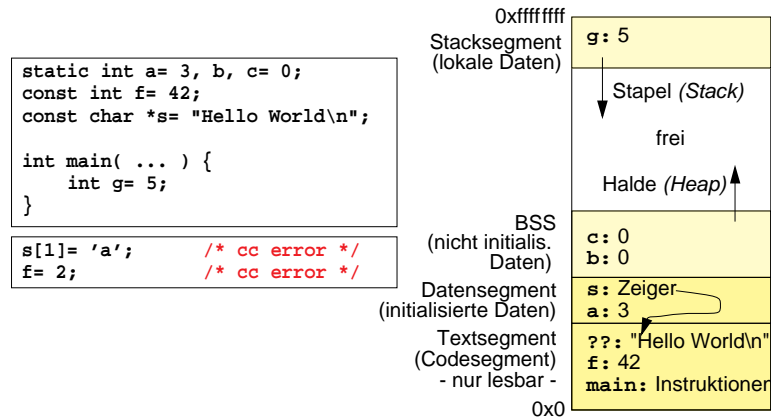 static int a= 3, b, c= 0;
const int f= 42;
const char *s= "Hello World\n";
int main( ... ) {
int g= 5;
}
s[1]= ’a’; /* cc error */
f= 2; /* cc error */
0xffffffff
Stacksegment
(lokale Daten)
g: 5
Stapel (Stack)
frei
Halde (Heap)
BSS
(nicht initialis.
Daten)
c: 0
b: 0
Datensegment
(initialisierte Daten)
s: Zeiger
a: 3
Textsegment
(Codesegment)
- nur lesbar -
??: "Hello World\n"
f: 42
main: Instruktionen
0x0